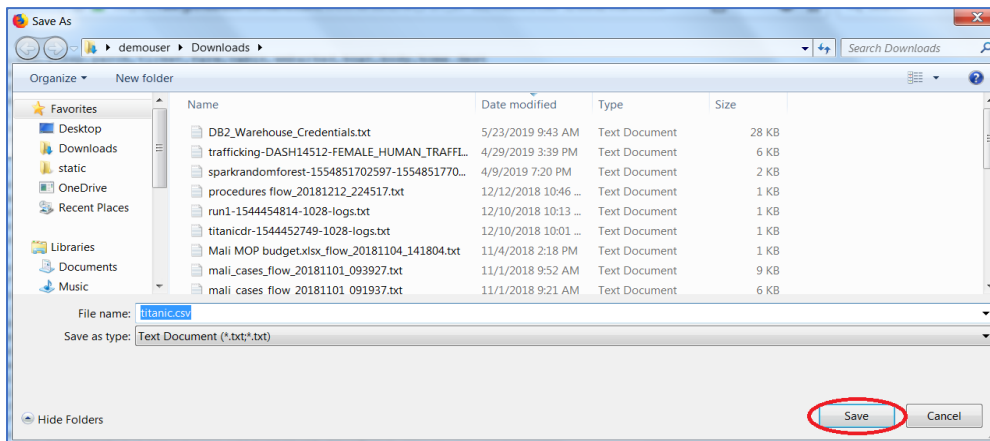 Save As
demouser Downloads Search Downloads
Organize New folder
Favorites
Desktop
Downloads
static
OneDrive
Recent Places
Libraries
Documents
Music
Name Date modified Type Size
DB2_Warehouse_Credentials.txt 5/23/2019 9:43 AM Text Document 28 KB
trafficking-DASH14512-FEMALE_HUMAN_TRAFFI... 4/29/2019 3:39 PM Text Document 6 KB
sparkrandomforest-1554851702597-1554851770... 4/9/2019 7:20 PM Text Document 2 KB
procedures flow_20181212_224517.txt 12/12/2018 10:46 ... Text Document 1 KB
run1-1544454814-1028-logs.txt 12/10/2018 10:13 ... Text Document 1 KB
titanicdr-1544452749-1028-logs.txt 12/10/2018 10:01 ... Text Document 1 KB
Mali MOP budget.xlsx_flow_20181104_141804.txt 11/4/2018 2:18 PM Text Document 1 KB
mali_cases_flow_20181101_093927.txt 11/1/2018 9:52 AM Text Document 9 KB
mali_cases_flow_20181101_091937.txt 11/1/2018 9:21 AM Text Document 6 KB
File name: titanic.csv
Save as type: Text Document (*.txt;*.txt)
Hide Folders Save Cancel